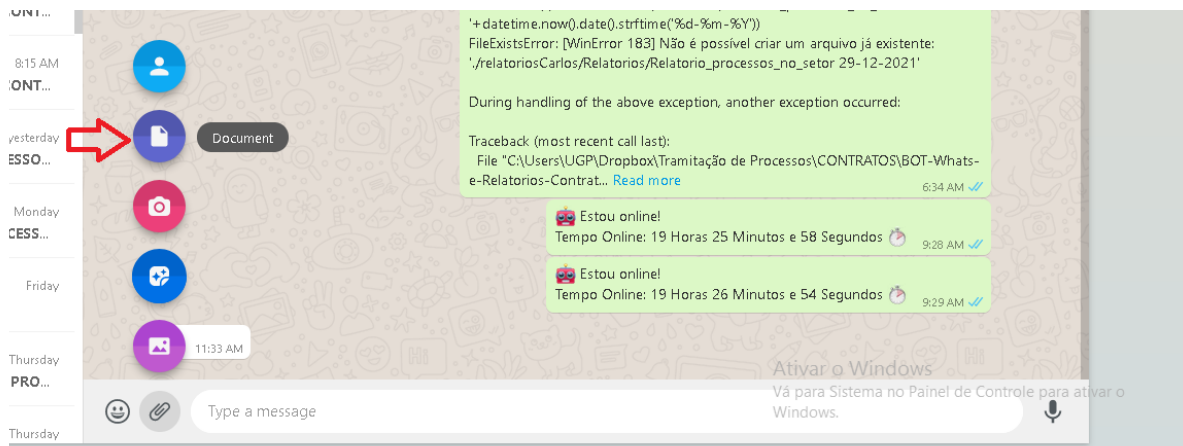 8:15 AM
CONT...
yesterday
ESSO...
Monday
CESS...
Friday
Thursday
PRO...
Thursday
Document
11:33 AM
'+datetime.now().date().strftime('%d-%m-%Y'))
FileExistsError: [WinError 183] Não é possível criar um arquivo já existente:
'./relatoriosCarlos/Relatorios/Relatorio_processos_no_setor 29-12-2021'
During handling of the above exception, another exception occurred:
Traceback (most recent call last):
File "C:\Users\UGP\Dropbox\Tramitação de Processos\CONTRATOS\BOT-Whats-
e-Relatorios-Contrat... Read more
6:34 AM
Estou online!
Tempo Online: 19 Horas 25 Minutos e 58 Segundos
9:28 AM
Estou online!
Tempo Online: 19 Horas 26 Minutos e 54 Segundos
9:29 AM
Type a message
Ativar o Windows
Vá para Sistema no Painel de Controle para ativar o
Windows.